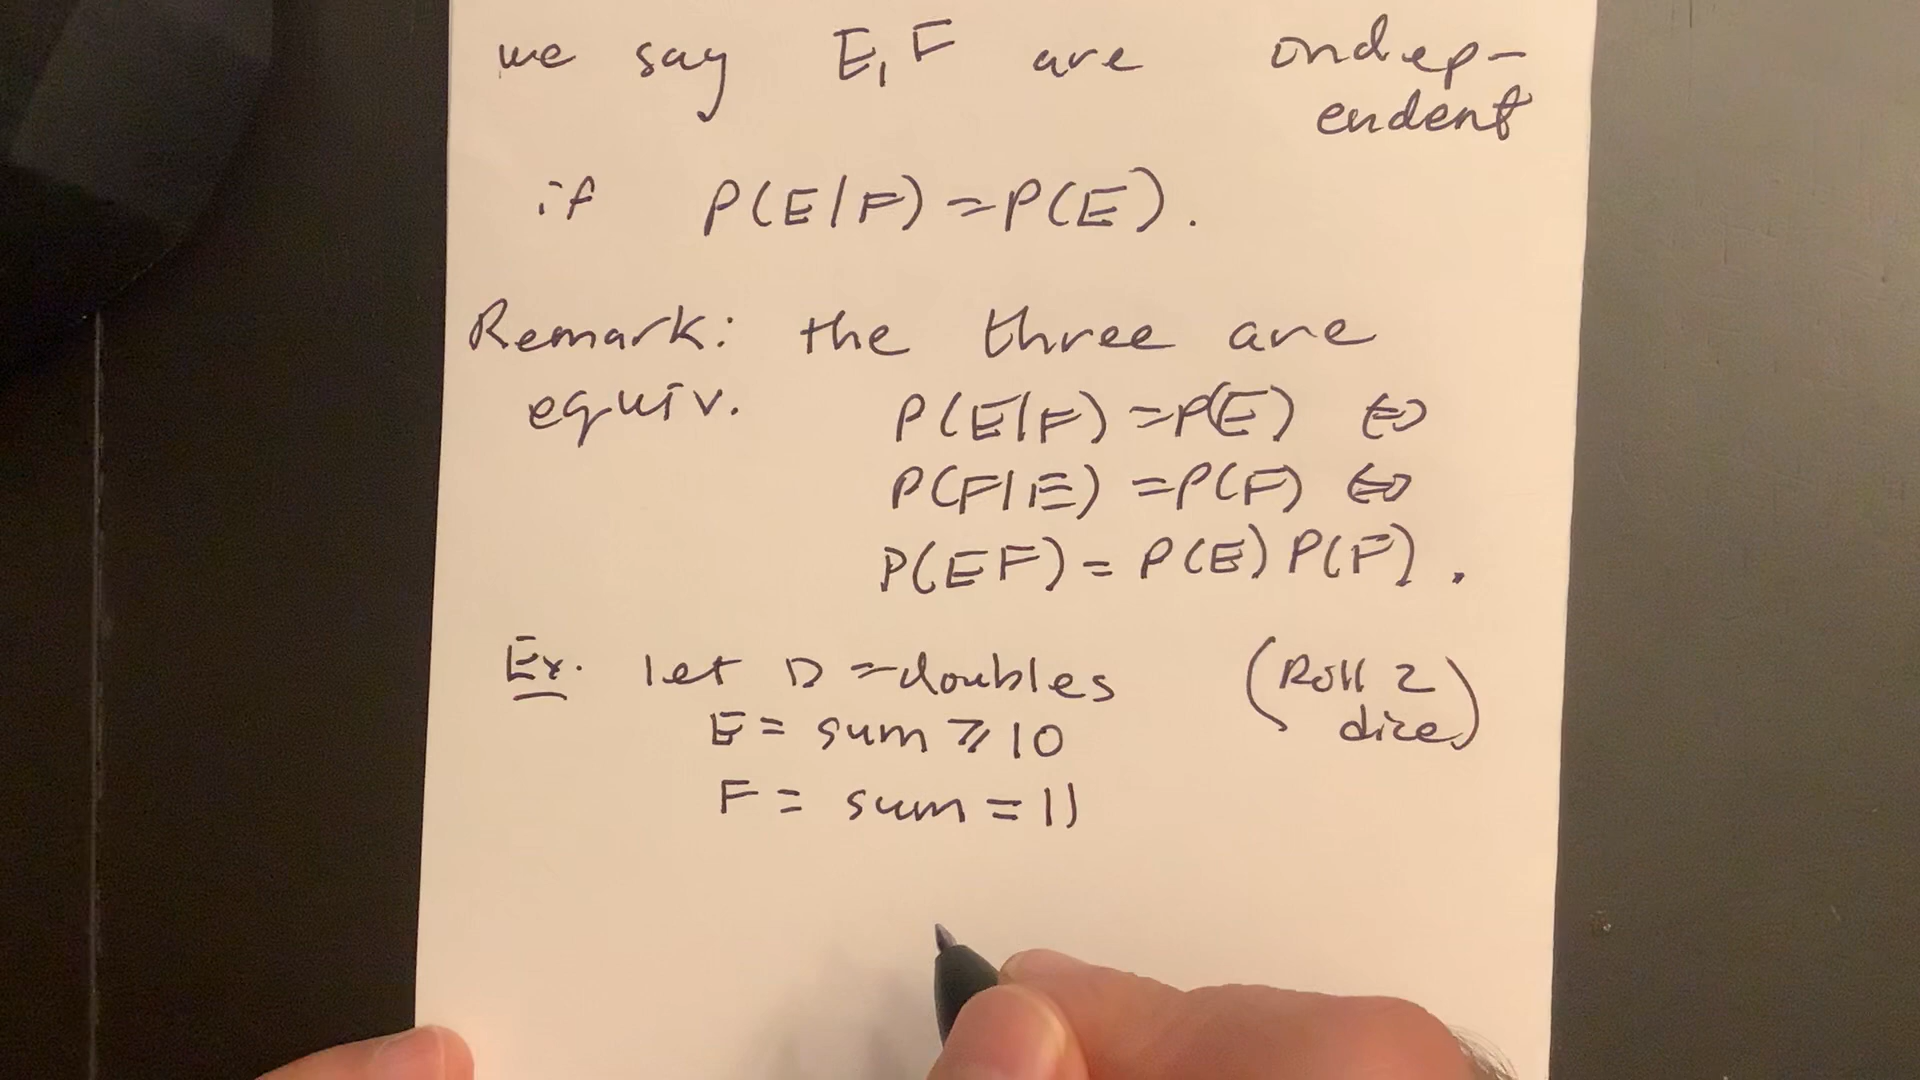 we say E, F are indep-
endent
if P(E|F) = P(E).
Remark: the three are
equiv. P(E|F) = P(E) ⇔
P(F|E) = P(F) ⇔
P(EF) = P(E) P(F).
Ex. let D = doubles (Roll 2
dice)
E = sum ⩾ 10
F = sum = 11